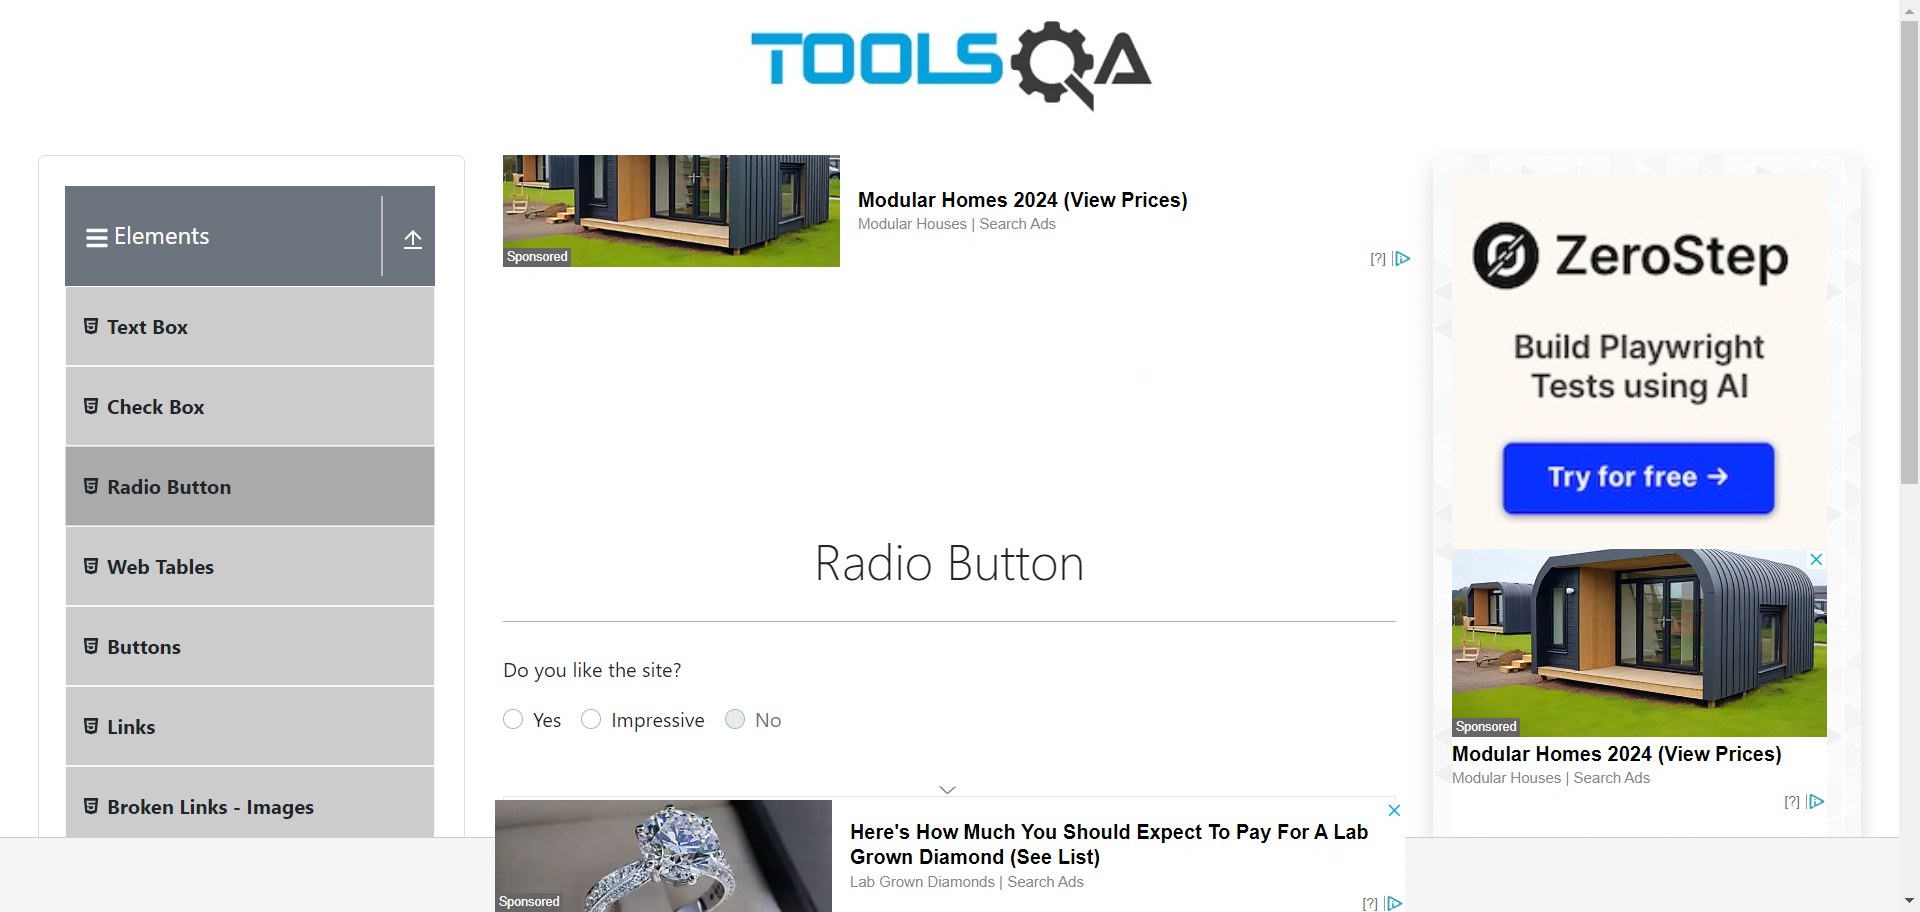 TOOLSQA
Elements
Text Box
Check Box
Radio Button
Web Tables
Buttons
Links
Broken Links - Images
Sponsored
Modular Homes 2024 (View Prices)
Modular Houses | Search Ads
[?]
Radio Button
Do you like the site?
Yes
Impressive
No
Sponsored
Here's How Much You Should Expect To Pay For A Lab
Grown Diamond (See List)
Lab Grown Diamonds | Search Ads
[?]
ZeroStep
Build Playwright
Tests using AI
Try for free →
Sponsored
Modular Homes 2024 (View Prices)
Modular Houses | Search Ads
[?]